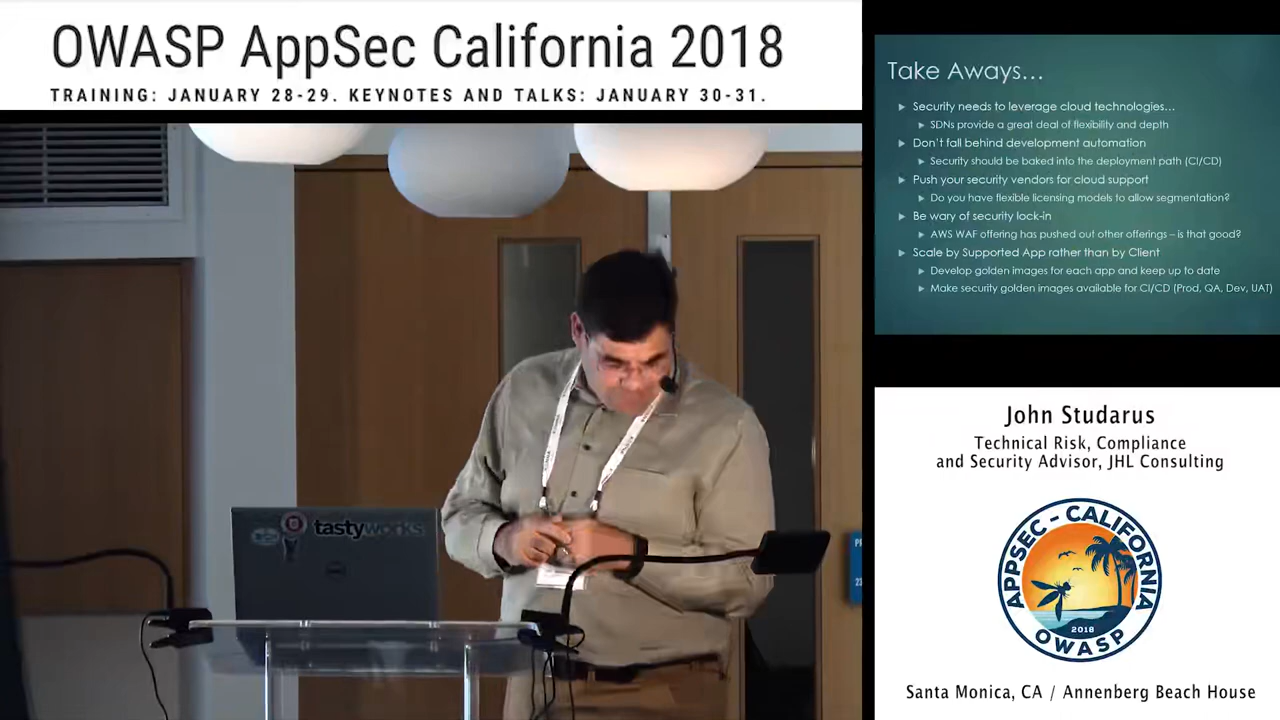 OWASP AppSec California 2018
TRAINING: JANUARY 28-29. KEYNOTES AND TALKS: JANUARY 30-31.
Take Aways...
Security needs to leverage cloud technologies...
SDNs provide a great deal of flexibility and depth
Don't fall behind development automation
Security should be baked into the deployment path (CI/CD)
Push your security vendors for cloud support
Do you have flexible licensing models to allow segmentation?
Be wary of security lock-in
AWS WAF offering has pushed out other offerings – is that good?
Scale by Supported App rather than by Client
Develop golden images for each app and keep up to date
Make security golden images available for CI/CD (Prod, QA, Dev, UAT)
tastyworks
DELL
John Studarus
Technical Risk, Compliance
and Security Advisor, JHL Consulting
APPSEC - CALIFORNIA
2018
OWASP
Santa Monica, CA / Annenberg Beach House